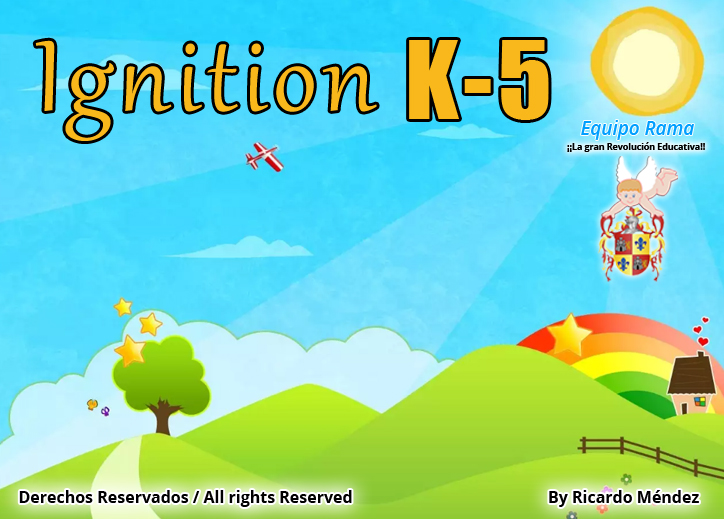 Ignition K-5
Equipo Rama
¡¡La gran Revolución Educativa!!
Derechos Reservados / All rights Reserved
By Ricardo Méndez